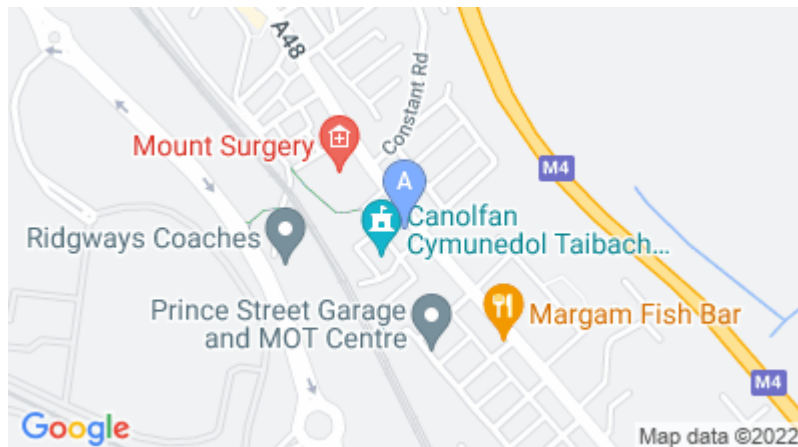 A48
Constant Rd
Mount Surgery
M4
A
Canolfan
Cymunedol Taibach...
Ridgways Coaches
Prince Street Garage
and MOT Centre
Margam Fish Bar
M4
Google
Map data ©2022